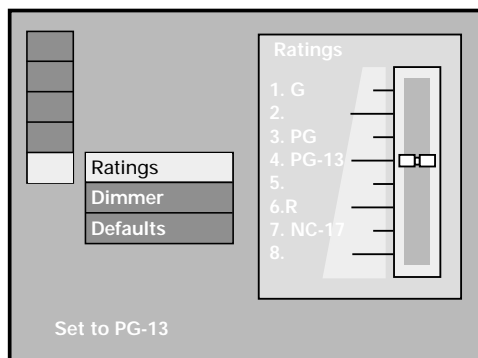 Ratings
Dimmer
Defaults
Set to PG-13
Ratings
1. G
2.
3. PG
4. PG-13
5.
6.R
7. NC-17
8.